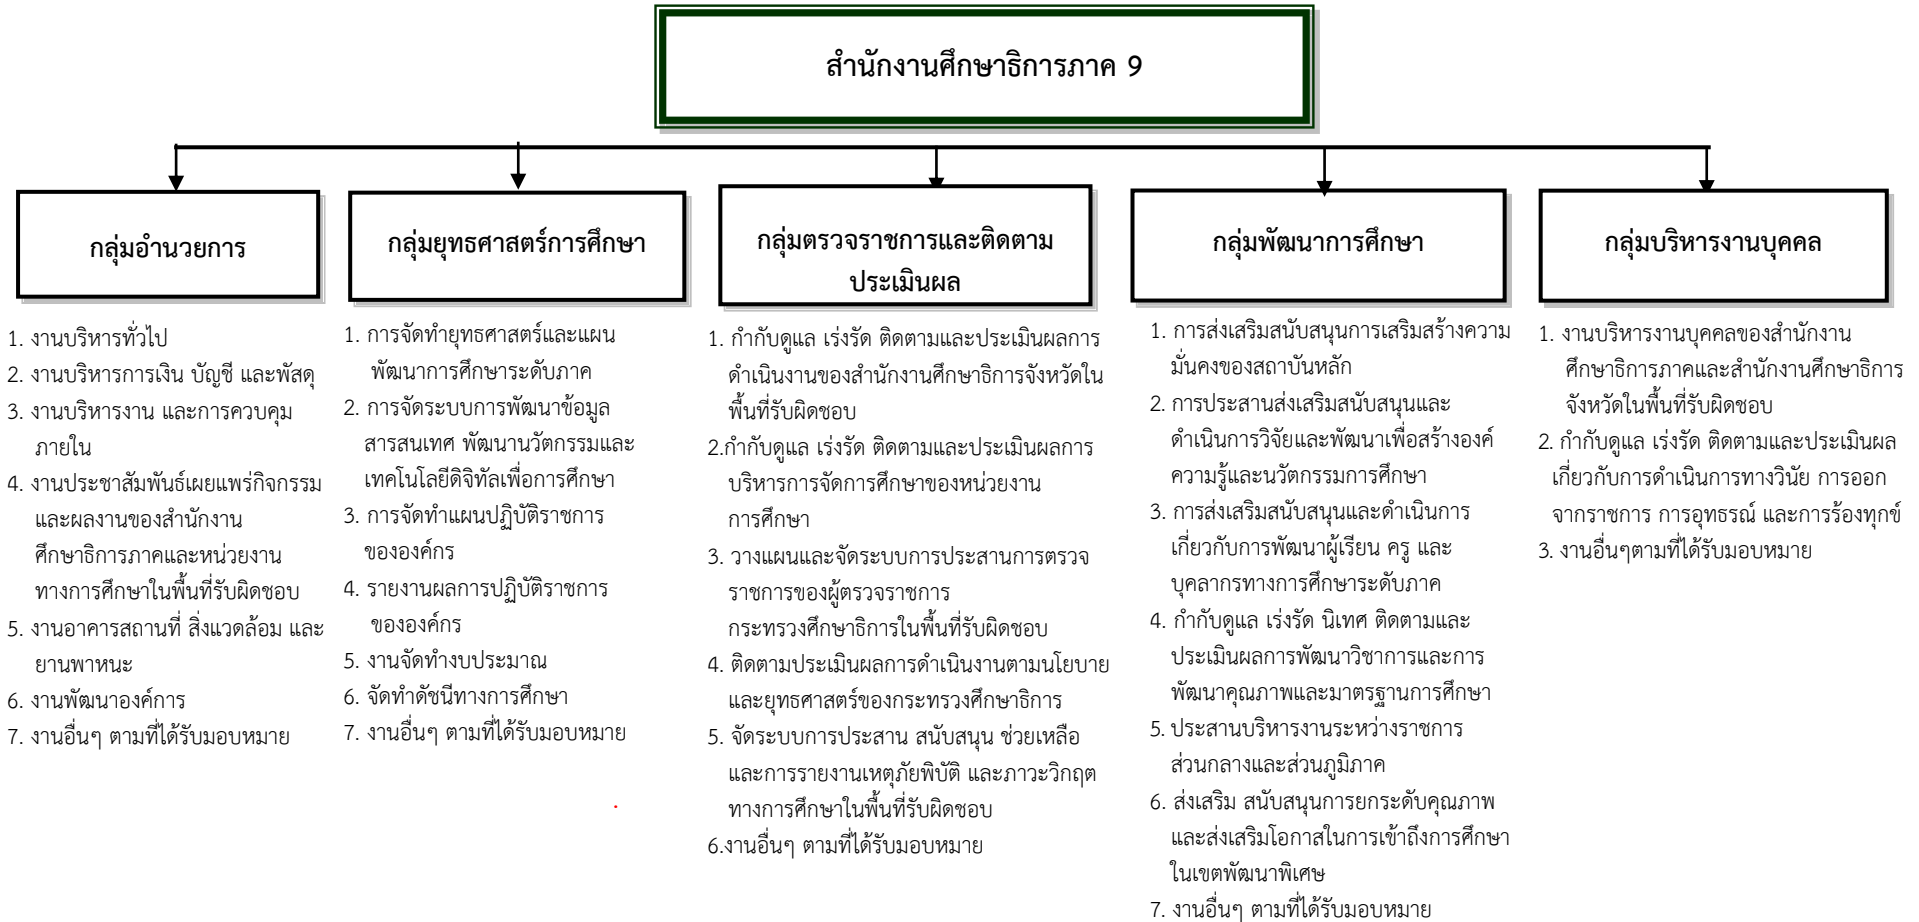 สำนักงานศึกษาธิการภาค 9
กลุ่มอำนวยการ
1. งานบริหารทั่วไป
2. งานบริหารการเงิน บัญชี และพัสดุ
3. งานบริหารงาน และการควบคุม
ภายใน
4. งานประชาสัมพันธ์เผยแพร่กิจกรรม
และผลงานของสำนักงาน
ศึกษาธิการภาคและหน่วยงาน
ทางการศึกษาในพื้นที่รับผิดชอบ
5. งานอาคารสถานที่ สิ่งแวดล้อม และ
ยานพาหนะ
6. งานพัฒนาองค์การ
7. งานอื่นๆ ตามที่ได้รับมอบหมาย
กลุ่มยุทธศาสตร์การศึกษา
1. การจัดทำยุทธศาสตร์และแผน
พัฒนาการศึกษาระดับภาค
2. การจัดระบบการพัฒนาข้อมูล
สารสนเทศ พัฒนานวัตกรรมและ
เทคโนโลยีดิจิทัลเพื่อการศึกษา
3. การจัดทำแผนปฏิบัติราชการ
ขององค์กร
4. รายงานผลการปฏิบัติราชการ
ขององค์กร
5. งานจัดทำงบประมาณ
6. จัดทำดัชนีทางการศึกษา
7. งานอื่นๆ ตามที่ได้รับมอบหมาย
กลุ่มตรวจราชการและติดตาม
ประเมินผล
1. กำกับดูแล เร่งรัด ติดตามและประเมินผลการ
ดำเนินงานของสำนักงานศึกษาธิการจังหวัดใน
พื้นที่รับผิดชอบ
2.กำกับดูแล เร่งรัด ติดตามและประเมินผลการ
บริหารการจัดการศึกษาของหน่วยงาน
การศึกษา
3. วางแผนและจัดระบบการประสานการตรวจ
ราชการของผู้ตรวจราชการ
กระทรวงศึกษาธิการในพื้นที่รับผิดชอบ
4. ติดตามประเมินผลการดำเนินงานตามนโยบาย
และยุทธศาสตร์ของกระทรวงศึกษาธิการ
5. จัดระบบการประสาน สนับสนุน ช่วยเหลือ
และการรายงานเหตุภัยพิบัติ และภาวะวิกฤต
ทางการศึกษาในพื้นที่รับผิดชอบ
6.งานอื่นๆ ตามที่ได้รับมอบหมาย
กลุ่มพัฒนาการศึกษา
1. การส่งเสริมสนับสนุนการเสริมสร้างความ
มั่นคงของสถาบันหลัก
2. การประสานส่งเสริมสนับสนุนและ
ดำเนินการวิจัยและพัฒนาเพื่อสร้างองค์
ความรู้และนวัตกรรมการศึกษา
3. การส่งเสริมสนับสนุนและดำเนินการ
เกี่ยวกับการพัฒนาผู้เรียน ครู และ
บุคลากรทางการศึกษาระดับภาค
4. กำกับดูแล เร่งรัด นิเทศ ติดตามและ
ประเมินผลการพัฒนาวิชาการและการ
พัฒนาคุณภาพและมาตรฐานการศึกษา
5. ประสานบริหารงานระหว่างราชการ
ส่วนกลางและส่วนภูมิภาค
6. ส่งเสริม สนับสนุนการยกระดับคุณภาพ
และส่งเสริมโอกาสในการเข้าถึงการศึกษา
ในเขตพัฒนาพิเศษ
7. งานอื่นๆ ตามที่ได้รับมอบหมาย
กลุ่มบริหารงานบุคคล
1. งานบริหารงานบุคคลของสำนักงาน
ศึกษาธิการภาคและสำนักงานศึกษาธิการ
จังหวัดในพื้นที่รับผิดชอบ
2. กำกับดูแล เร่งรัด ติดตามและประเมินผล
เกี่ยวกับการดำเนินการทางวินัย การออก
จากราชการ การอุทธรณ์ และการร้องทุกข์
3. งานอื่นๆตามที่ได้รับมอบหมาย